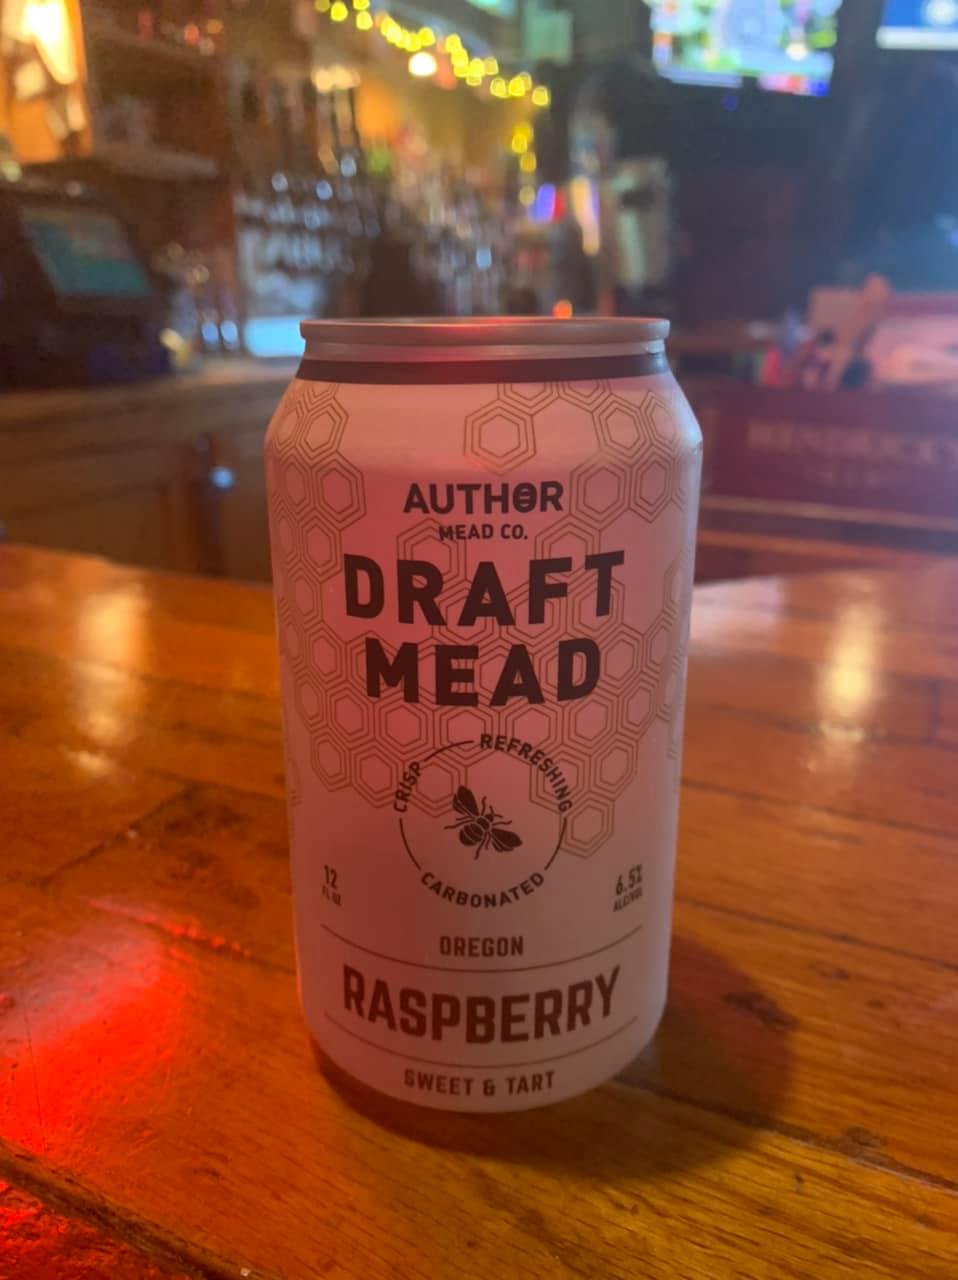 AUTHOR
MEAD CO.
DRAFT
MEAD
CRISP
REFRESHING
CARBONATED
12
FL OZ
6.5%
ALC/VOL
OREGON
RASPBERRY
SWEET & TART
HENDRICK'S